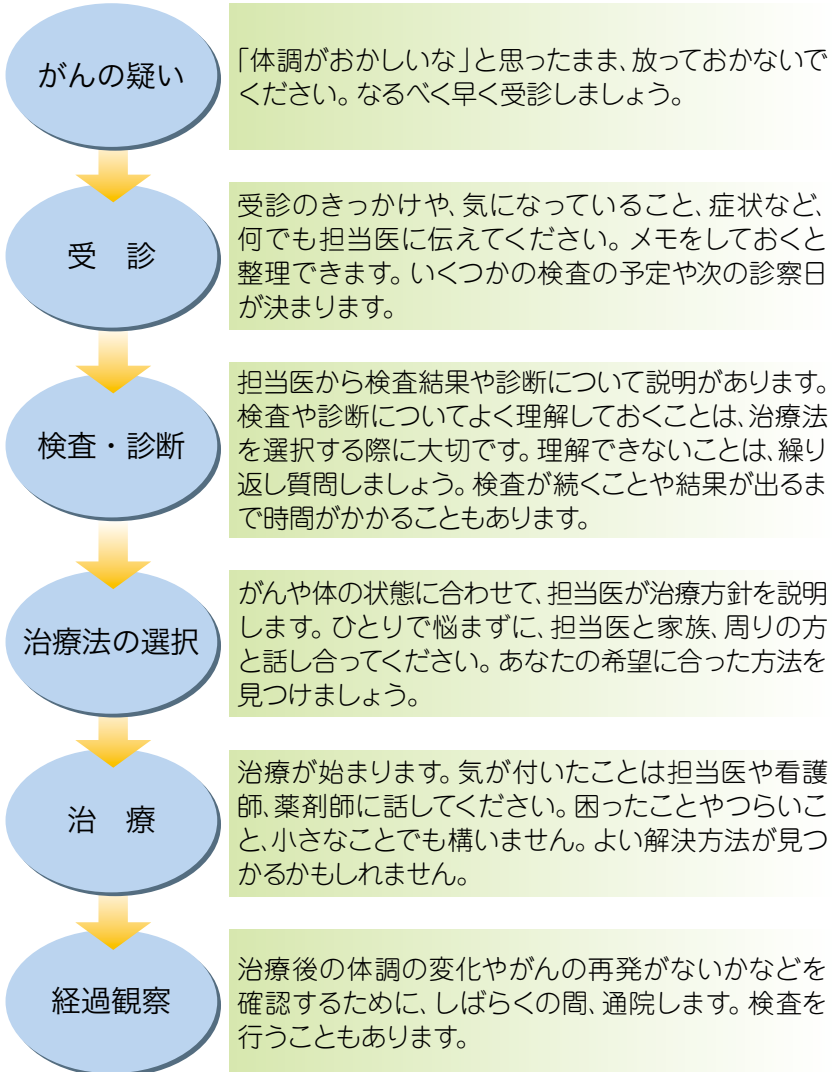 がんの疑い
「体調がおかしいな」と思ったまま、放っておかないで
ください。なるべく早く受診しましょう。
受　診
受診のきっかけや、気になっていること、症状など、
何でも担当医に伝えてください。メモをしておくと
整理できます。いくつかの検査の予定や次の診察日
が決まります。
検査・診断
担当医から検査結果や診断について説明があります。
検査や診断についてよく理解しておくことは、治療法
を選択する際に大切です。理解できないことは、繰り
返し質問しましょう。検査が続くことや結果が出るま
で時間がかかることもあります。
治療法の選択
がんや体の状態に合わせて、担当医が治療方針を説明
します。ひとりで悩まずに、担当医と家族、周りの方
と話し合ってください。あなたの希望に合った方法を
見つけましょう。
治　療
治療が始まります。気が付いたことは担当医や看護
師、薬剤師に話してください。困ったことやつらいこ
と、小さなことでも構いません。よい解決方法が見つ
かるかもしれません。
経過観察
治療後の体調の変化やがんの再発がないかなどを
確認するために、しばらくの間、通院します。検査を
行うこともあります。